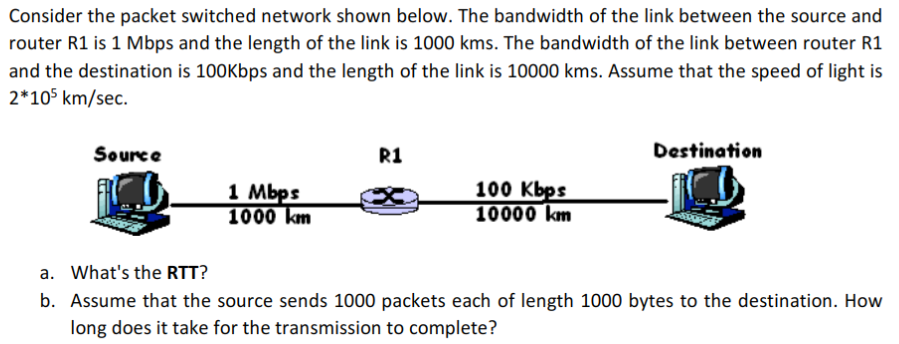 Consider the packet switched network shown below. The bandwidth of the link between the source and
router R1 is 1 Mbps and the length of the link is 1000 kms. The bandwidth of the link between router R1
and the destination is 100Kbps and the length of the link is 10000 kms. Assume that the speed of light is
2*10⁵ km/sec.
Source R1 Destination
1 Mbps 100 Kbps
1000 km 10000 km
a. What's the RTT?
b. Assume that the source sends 1000 packets each of length 1000 bytes to the destination. How
long does it take for the transmission to complete?